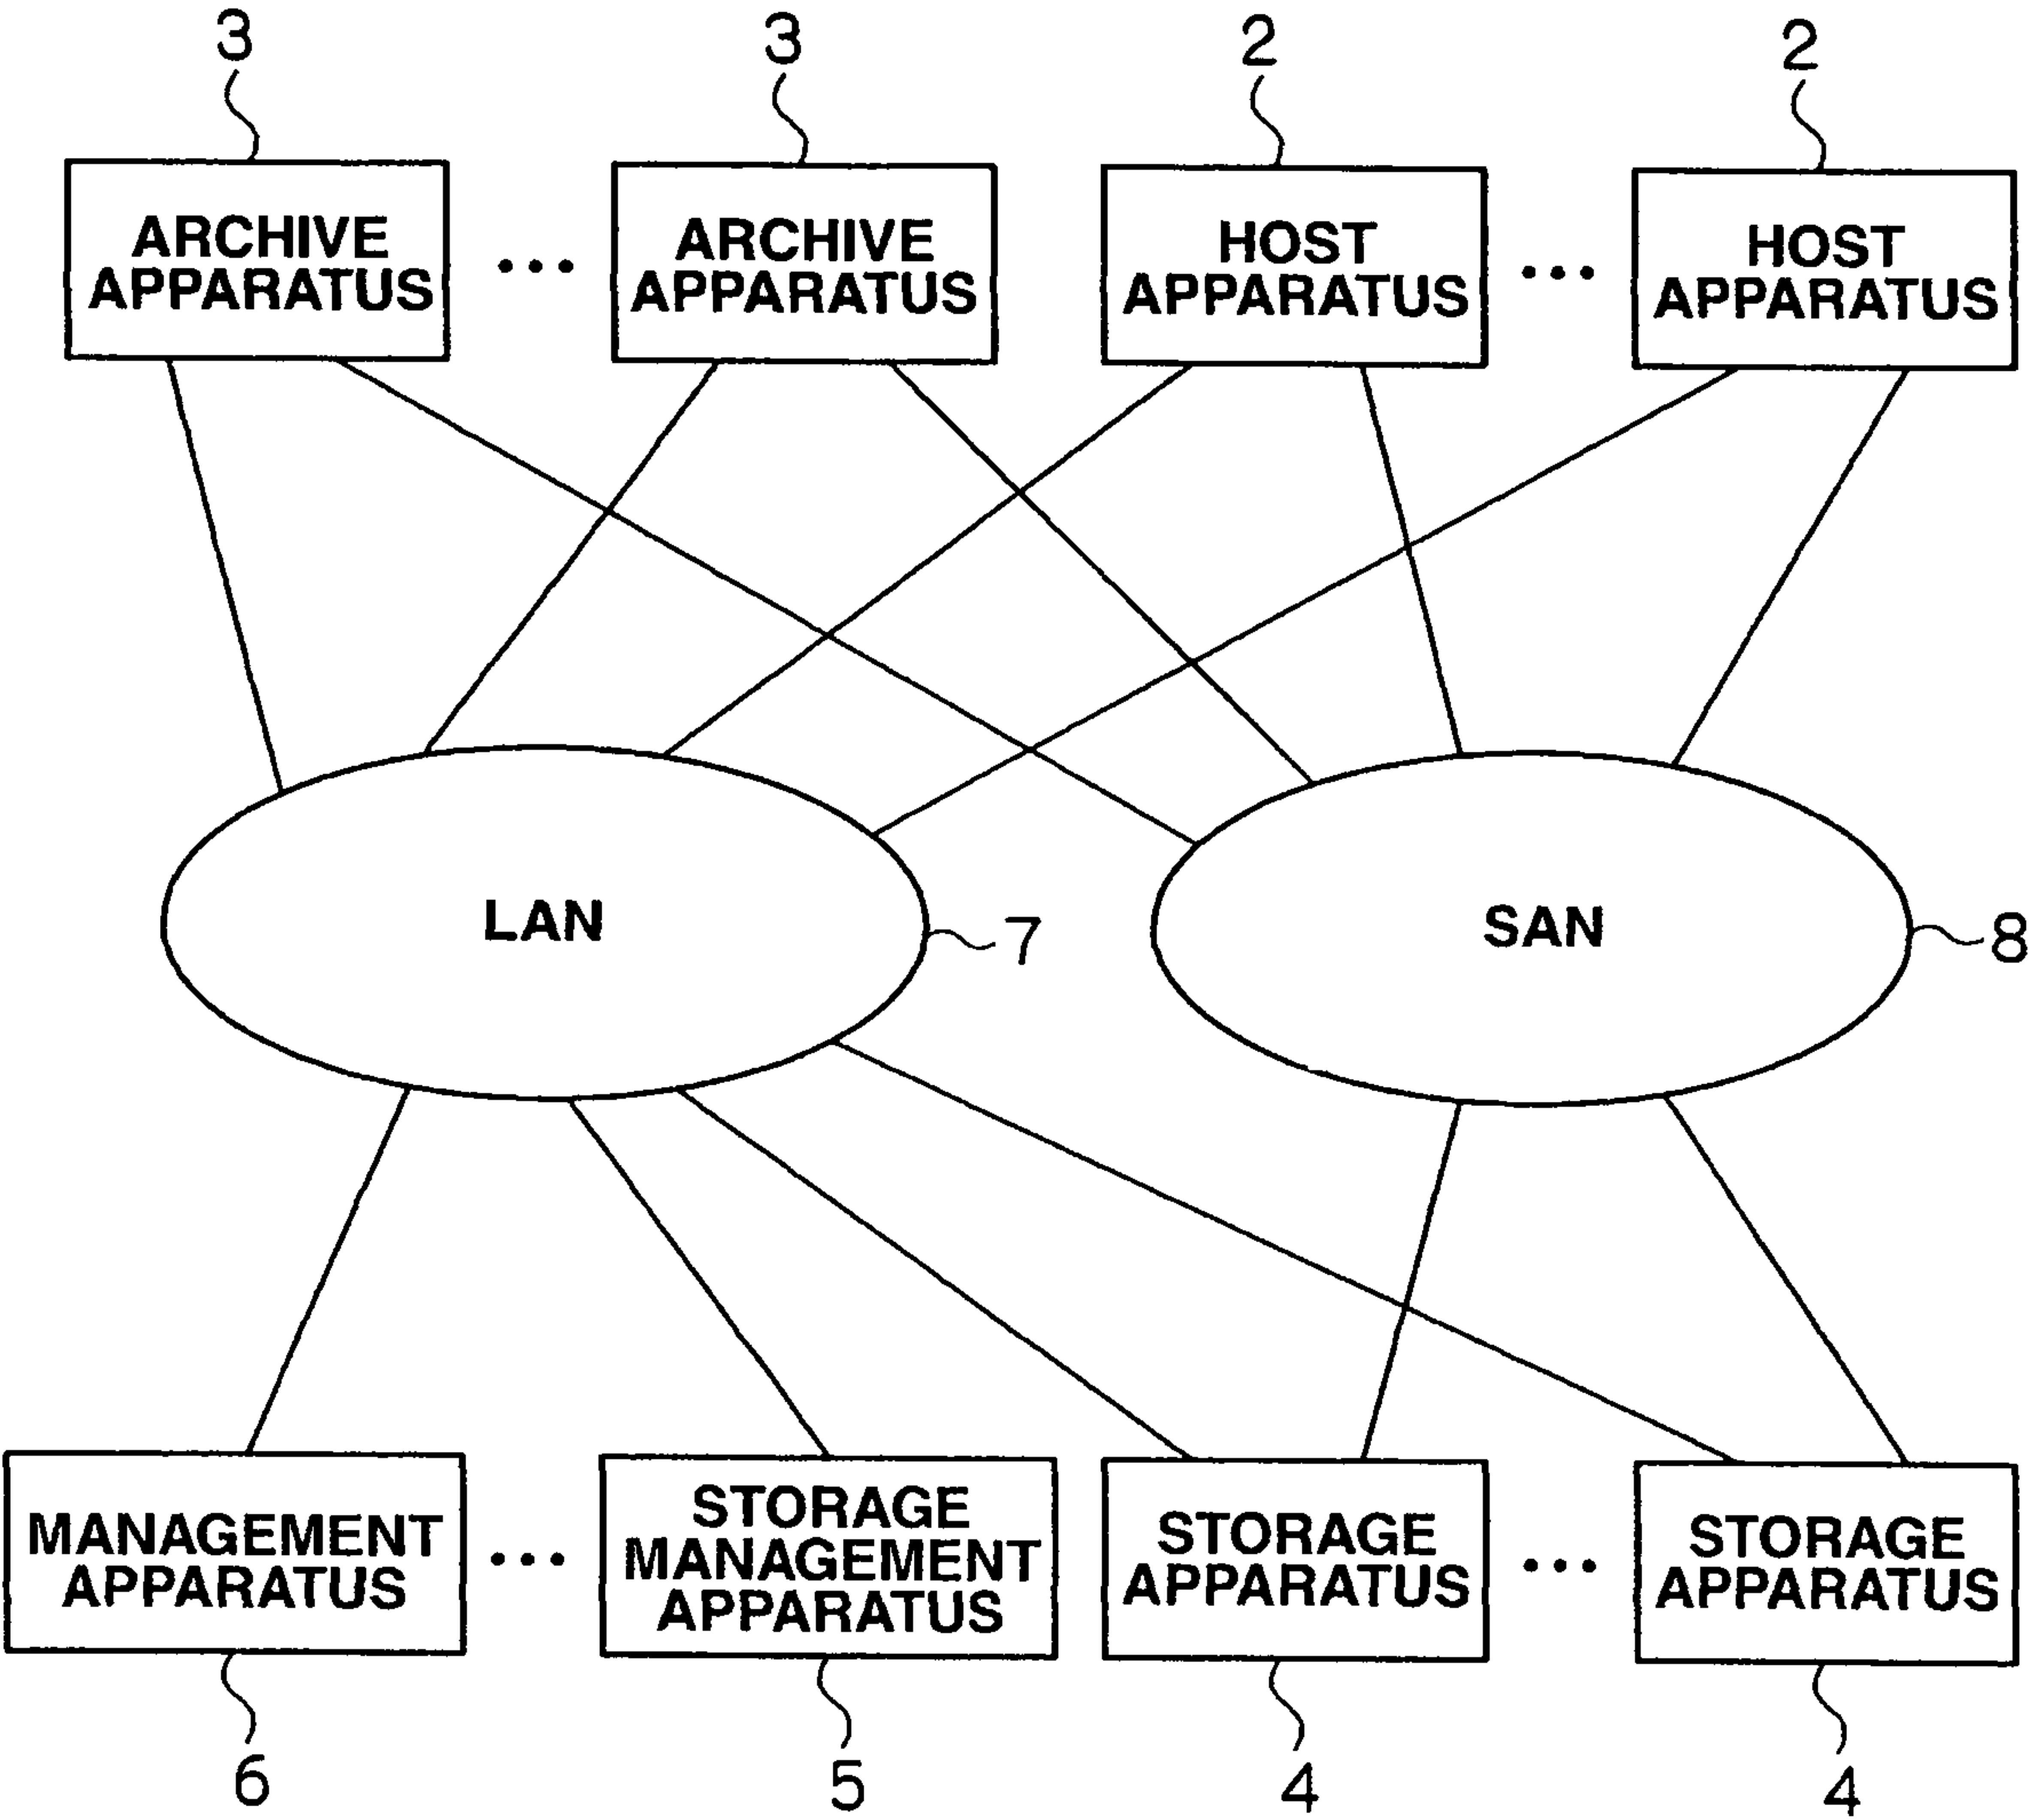 3
3
2
2
ARCHIVE
APPARATUS
...
ARCHIVE
APPARATUS
HOST
APPARATUS
...
HOST
APPARATUS
LAN
7
SAN
8
MANAGEMENT
APPARATUS
...
STORAGE
MANAGEMENT
APPARATUS
STORAGE
APPARATUS
...
STORAGE
APPARATUS
6
5
4
4